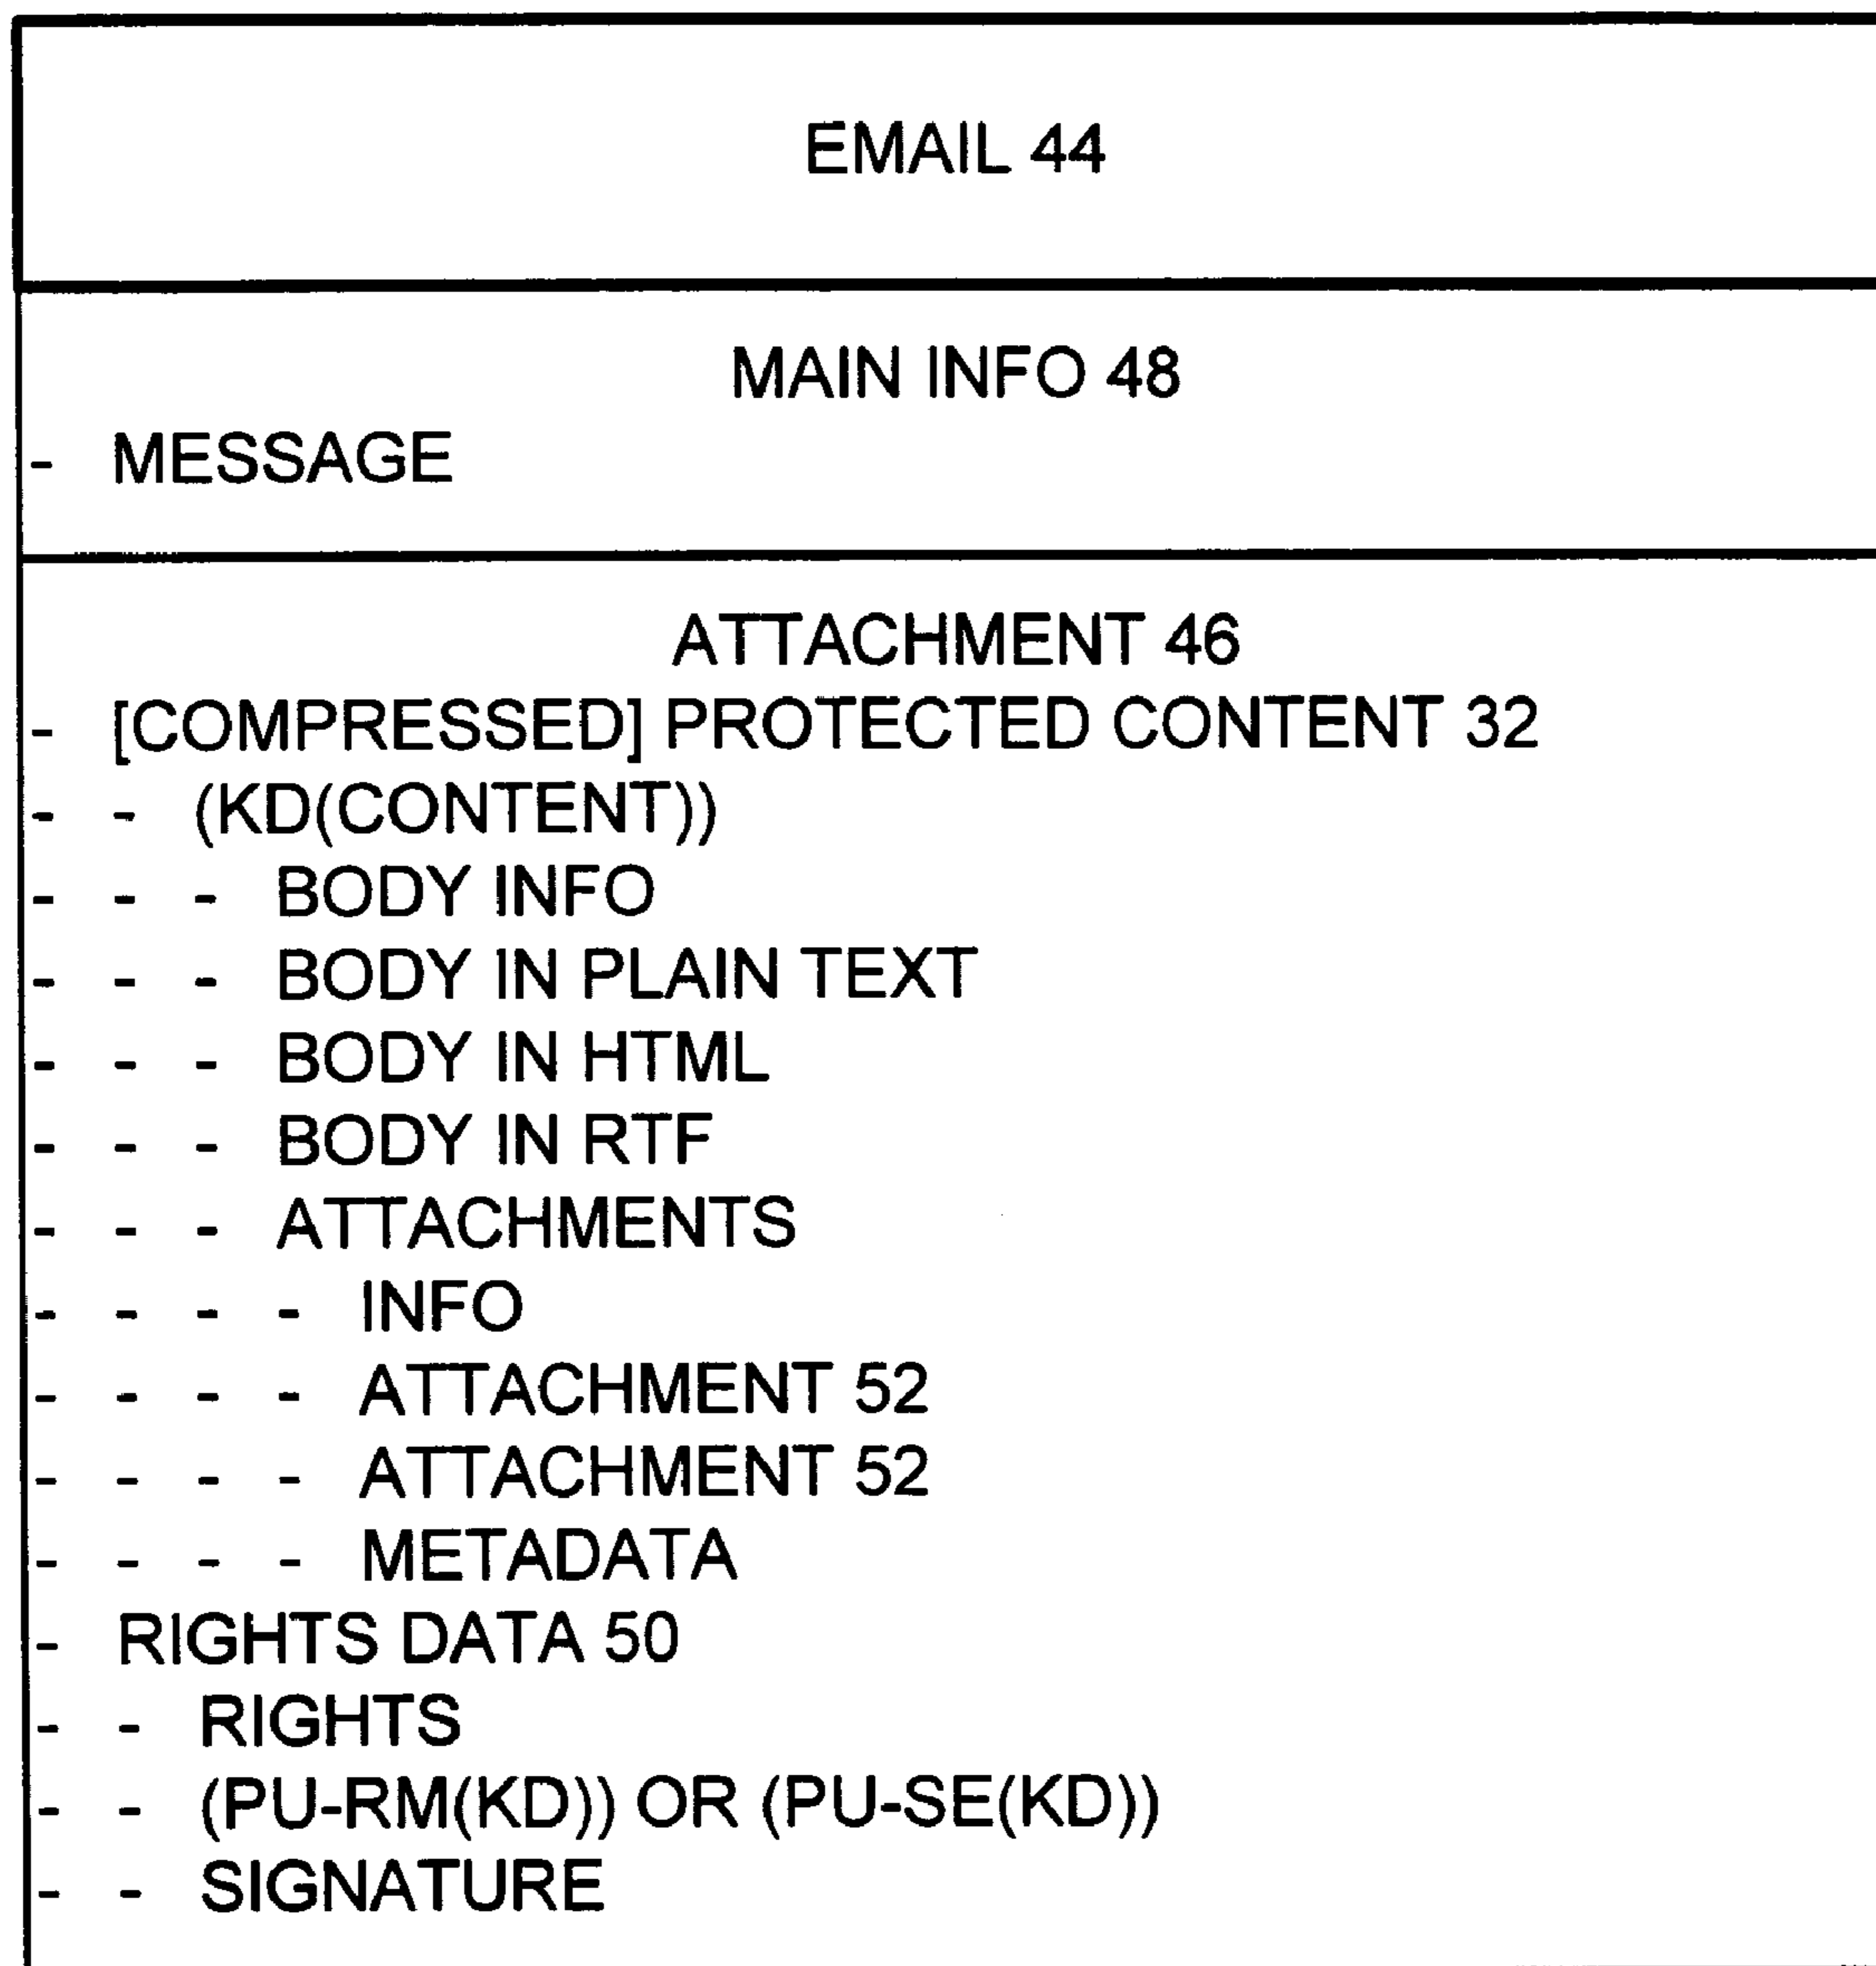 EMAIL 44
MAIN INFO 48
- MESSAGE
ATTACHMENT 46
- [COMPRESSED] PROTECTED CONTENT 32
- - (KD(CONTENT))
- - - BODY INFO
- - - BODY IN PLAIN TEXT
- - - BODY IN HTML
- - - BODY IN RTF
- - - ATTACHMENTS
- - - - INFO
- - - - ATTACHMENT 52
- - - - ATTACHMENT 52
- - - - METADATA
- RIGHTS DATA 50
- - RIGHTS
- - (PU-RM(KD)) OR (PU-SE(KD))
- - SIGNATURE